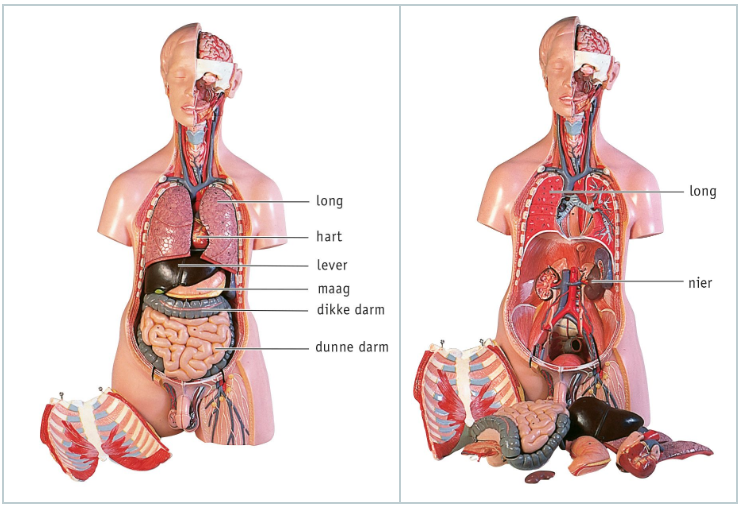 long
hart
lever
maag
dikke darm
dunne darm
long
nier